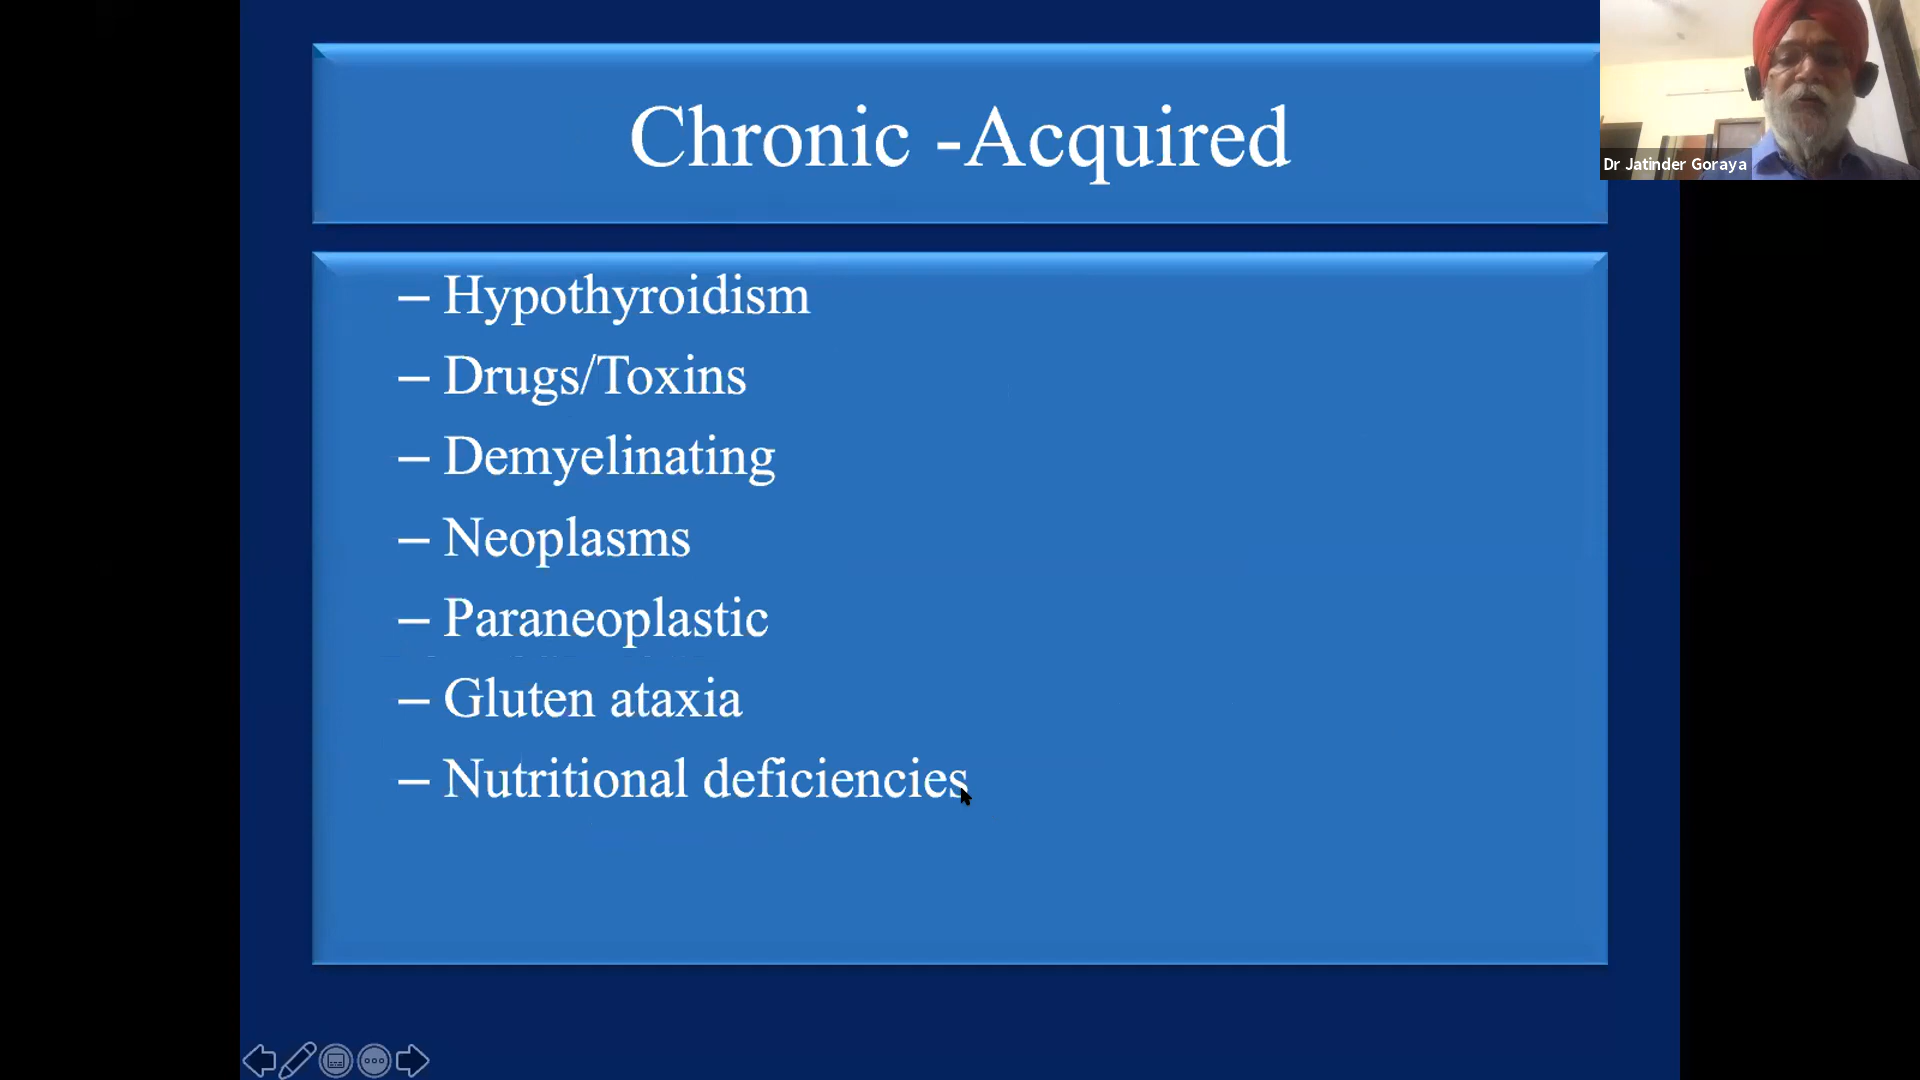 Chronic -Acquired
Dr Jatinder Goraya
– Hypothyroidism
– Drugs/Toxins
– Demyelinating
– Neoplasms
– Paraneoplastic
– Gluten ataxia
– Nutritional deficiencies